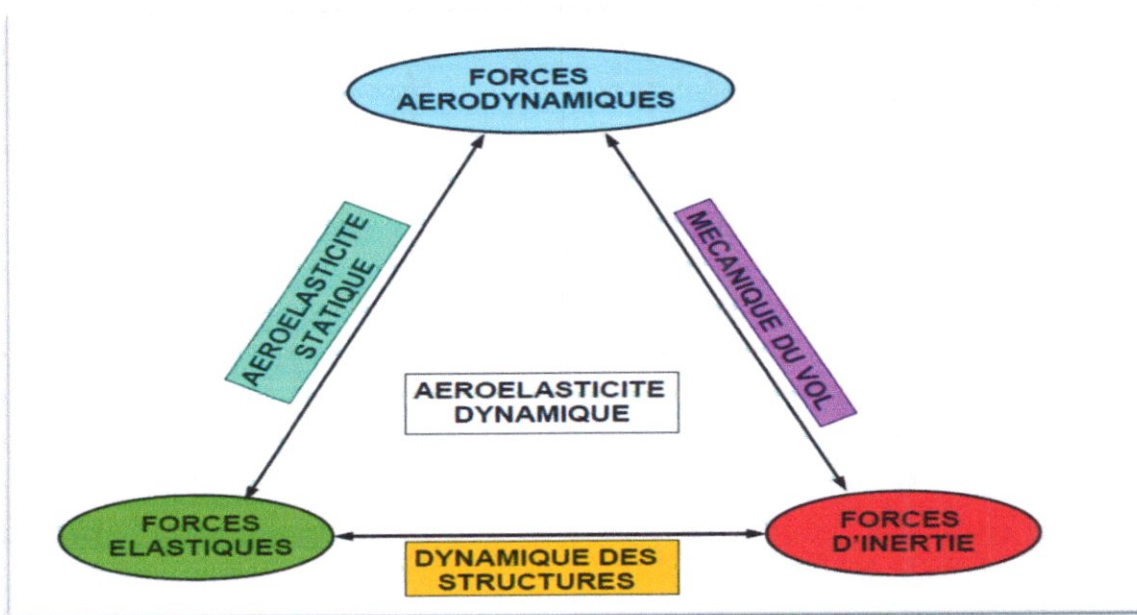 FORCES
AERODYNAMIQUES
AEROELASTICITE
STATIQUE
MECANIQUE DU VOL
AEROELASTICITE
DYNAMIQUE
FORCES
ELASTIQUES
FORCES
D'INERTIE
DYNAMIQUE DES
STRUCTURES